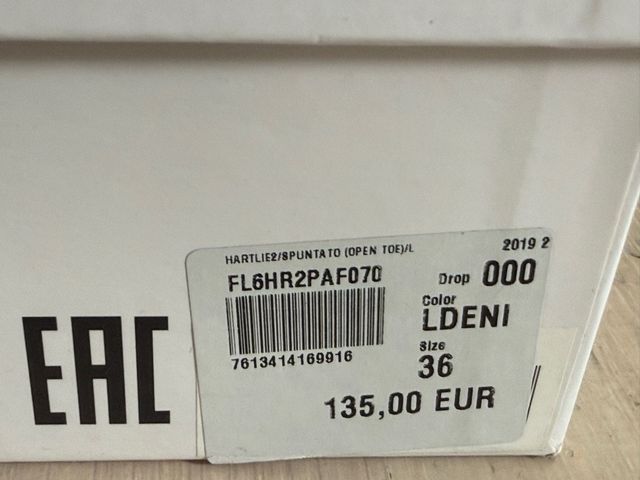 HARTLIE2/SPUNTATO (OPEN TOE)/L
2019 2
FL6HR2PAF070
Drop 000
Color
LDENI
7613414169916
Size
36
135,00 EUR
EAC